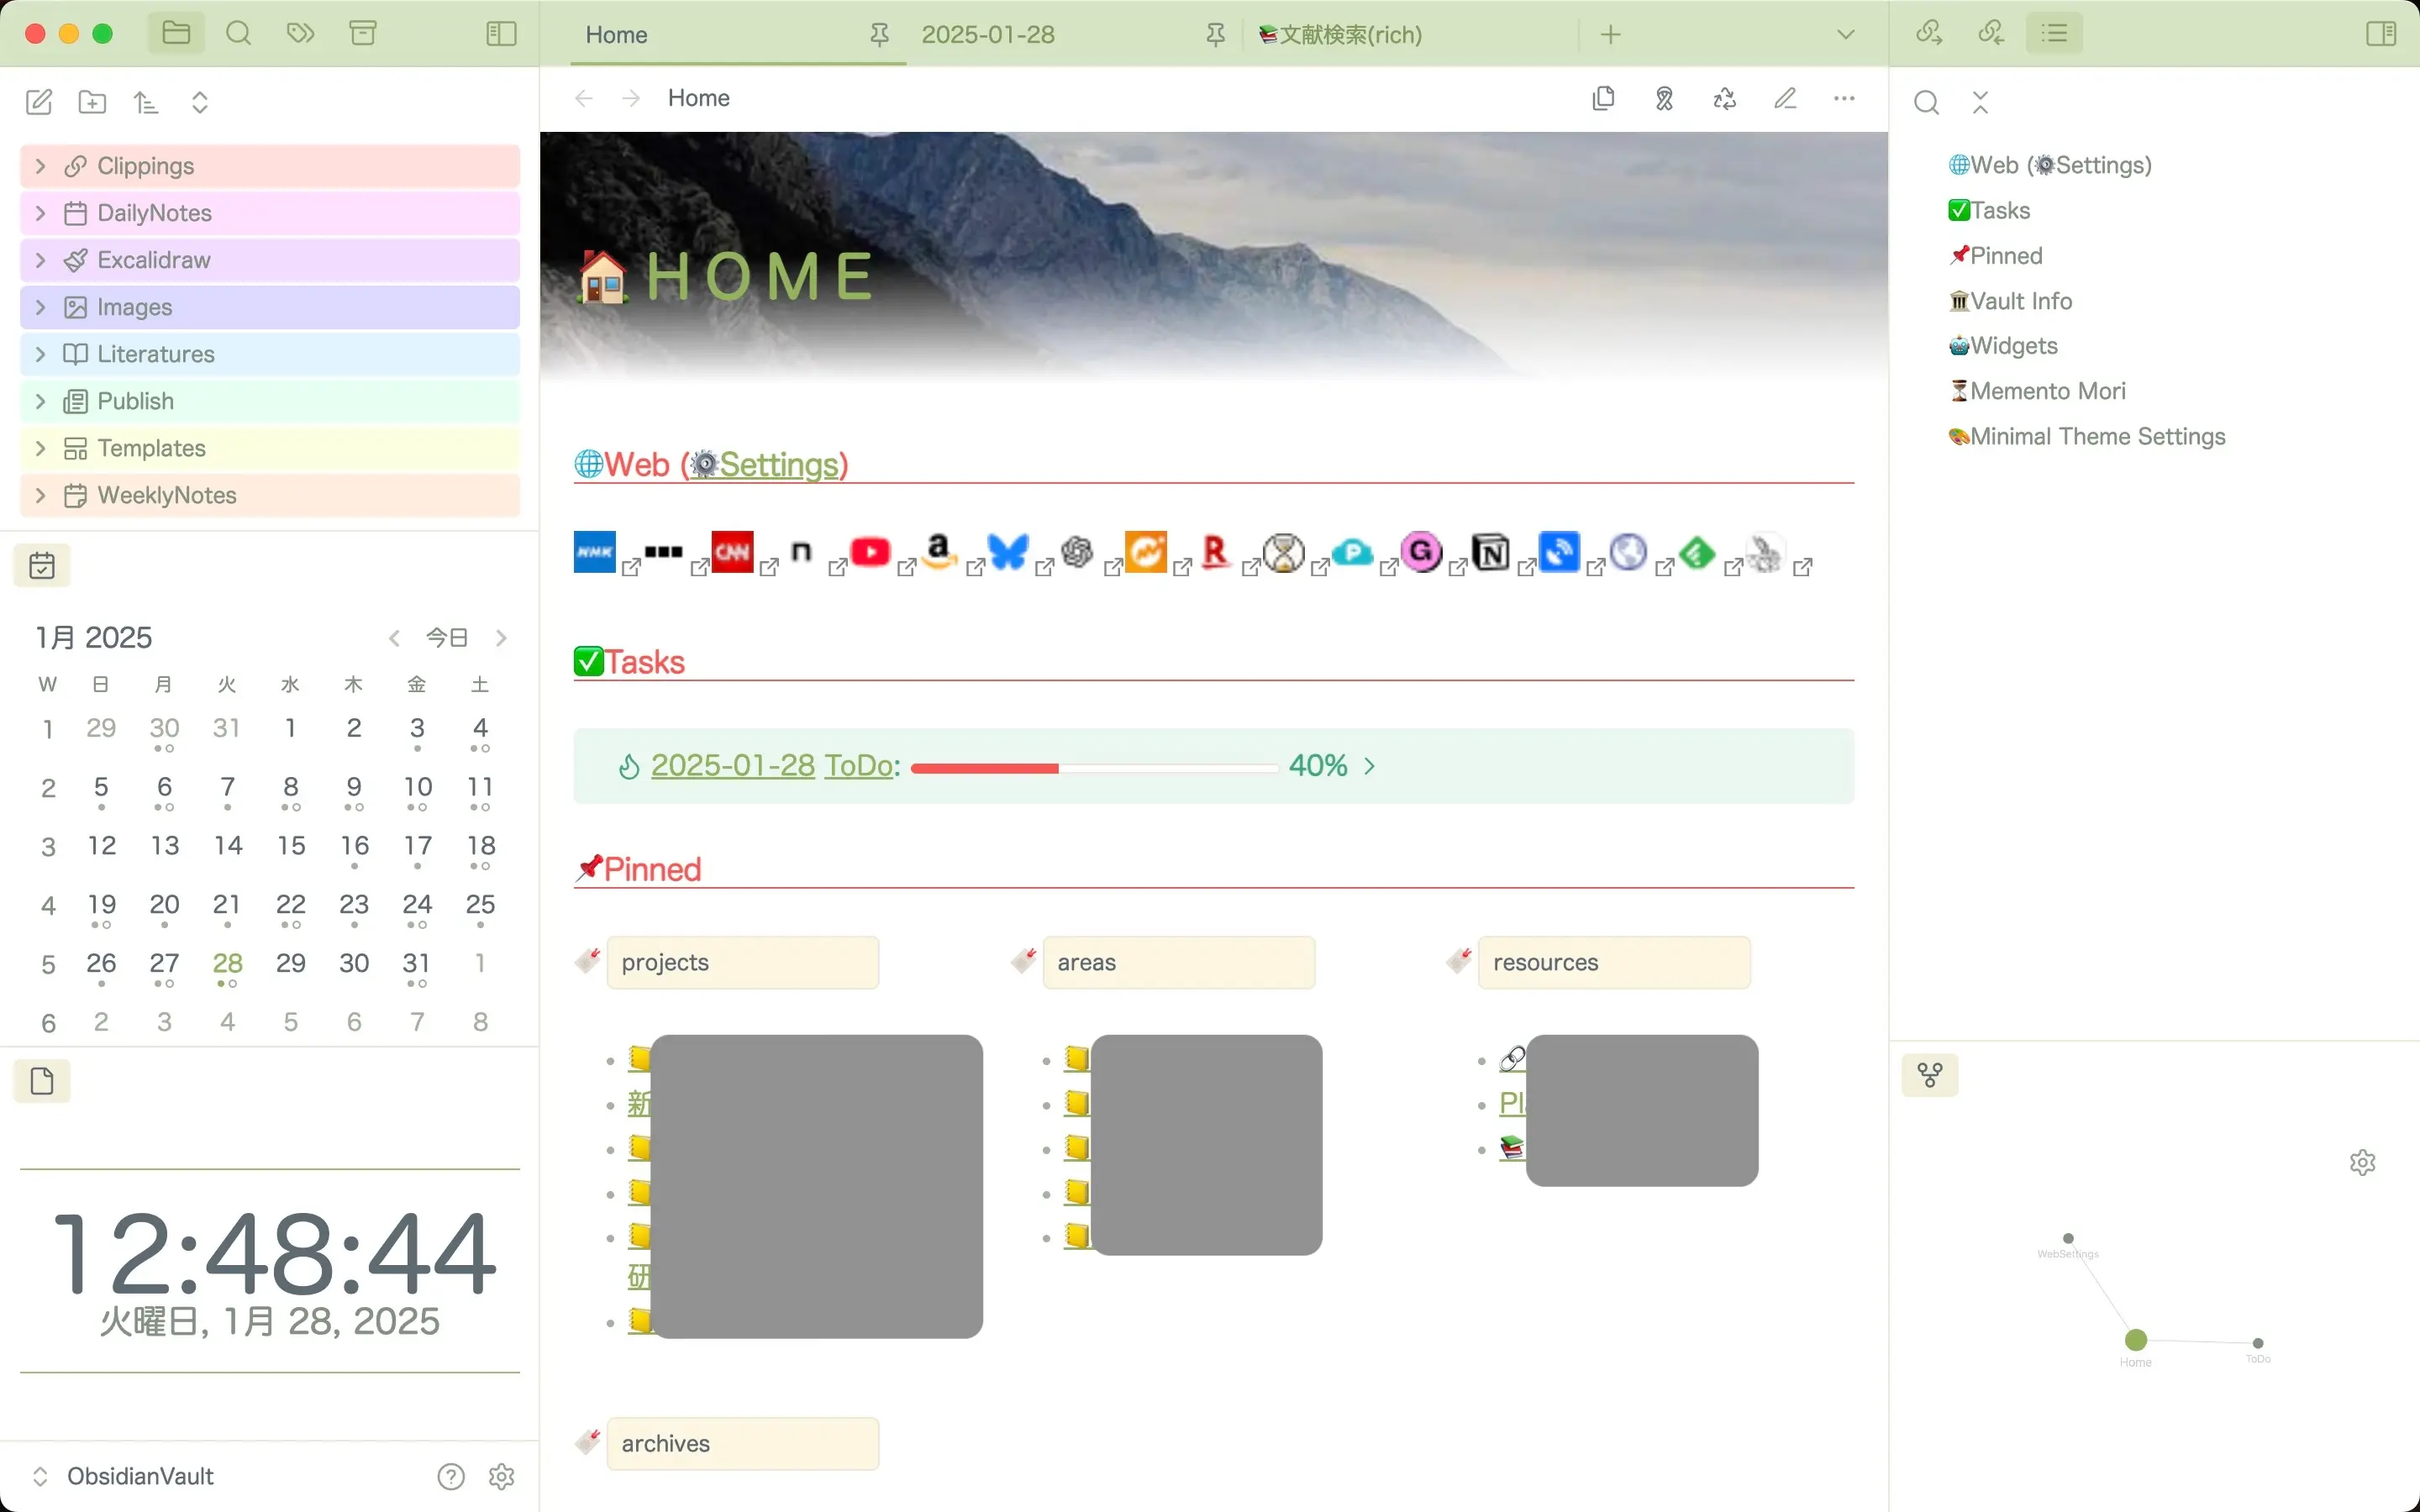 Home
2025-01-28
📚文献検索(rich)
Home
Clippings
DailyNotes
Excalidraw
Images
Literatures
Publish
Templates
WeeklyNotes
1月 2025
今日
W 日 月 火 水 木 金 土
1 29 30 31 1 2 3 4
2 5 6 7 8 9 10 11
3 12 13 14 15 16 17 18
4 19 20 21 22 23 24 25
5 26 27 28 29 30 31 1
6 2 3 4 5 6 7 8
12:48:44
火曜日, 1月 28, 2025
ObsidianVault
🏠HOME
🌐Web (⚙️Settings)
NHK CNN n a R P G N
✅Tasks
2025-01-28 ToDo: 40%
📌Pinned
projects
areas
resources
新
研
archives
🌐Web (⚙️Settings)
✅Tasks
📌Pinned
🏛️Vault Info
🤖Widgets
⏳Memento Mori
🎨Minimal Theme Settings
WebSettings
Home
ToDo